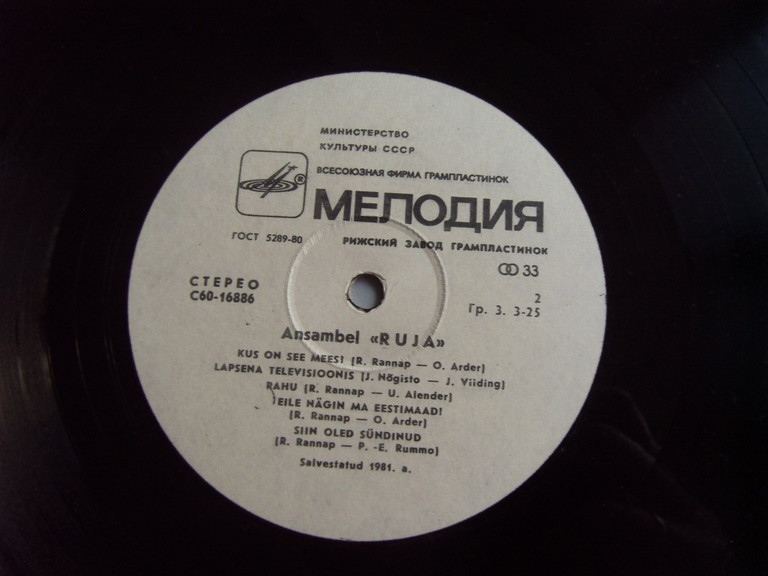 МИНИСТЕРСТВО
КУЛЬТУРЫ СССР
ВСЕСОЮЗНАЯ ФИРМА ГРАМПЛАСТИНОК
®
МЕЛОДИЯ
ГОСТ 5289-80
РИЖСКИЙ ЗАВОД ГРАМПЛАСТИНОК
33
СТЕРЕО
С60-16886
2
Гр. 3. 3-25
Ansambel «RUJA»
KUS ON SEE MEES! (R. Rannap — O. Arder)
LAPSENA TELEVISIOONIS (J. Nõgisto — J. Viiding)
RAHU (R. Rannap — U. Alender)
EILE NÄGIN MA EESTIMAAD!
(R. Rannap — O. Arder)
SIIN OLED SÜNDINUD
(R. Rannap — P. -E. Rummo)
Salvestatud 1981. a.